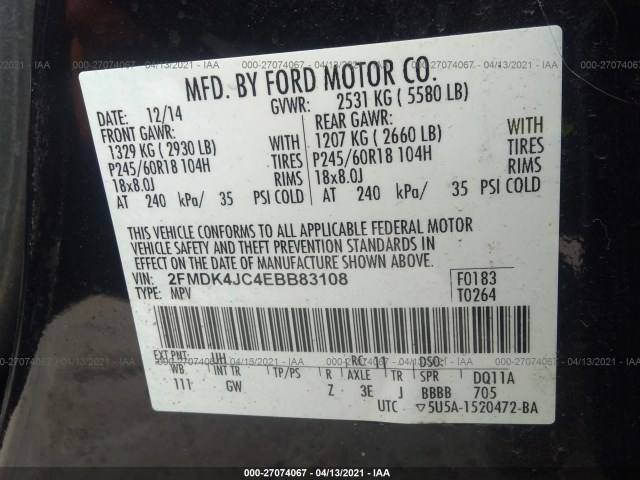 000-27074067 - 04/13/2021 - IAA
MFD. BY FORD MOTOR CO.
DATE: 12/14 GVWR: 2531 KG ( 5580 LB)
FRONT GAWR: REAR GAWR:
1329 KG ( 2930 LB) WITH 1207 KG ( 2660 LB) WITH
P245/60R18 104H TIRES P245/60R18 104H TIRES
18x8.0J RIMS 18x8.0J RIMS
AT 240 kPa/ 35 PSI COLD AT 240 kPa/ 35 PSI COLD
THIS VEHICLE CONFORMS TO ALL APPLICABLE FEDERAL MOTOR
VEHICLE SAFETY AND THEFT PREVENTION STANDARDS IN
EFFECT ON THE DATE OF MANUFACTURE SHOWN ABOVE.
VIN: 2FMDK4JC4EBB83108 F0183
TYPE: MPV T0264
EXT PNT: UH RC: 11 DSO:
WB INT TR TP/PS R AXLE TR SPR DQ11A
111 GW Z 3E J BBBB 705
UTC ▽5U5A-1520472-BA
000-27074067 - 04/13/2021 - IAA